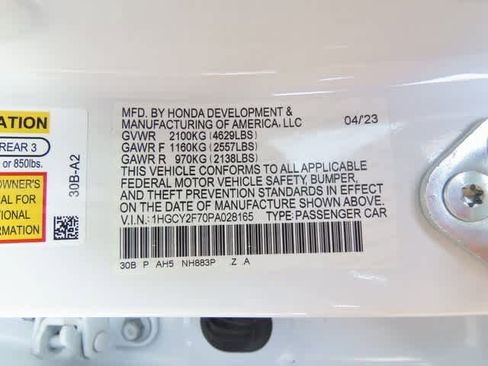 MFD. BY HONDA DEVELOPMENT &
MANUFACTURING OF AMERICA, LLC 04/'23
GVWR 2100KG (4629LBS)
GAWR F 1160KG (2557LBS)
GAWR R 970KG (2138LBS)
THIS VEHICLE CONFORMS TO ALL APPLICABLE
FEDERAL MOTOR VEHICLE SAFETY, BUMPER,
AND THEFT PREVENTION STANDARDS IN EFFECT
ON THE DATE OF MANUFACTURE SHOWN ABOVE.
V.I.N.: 1HGCY2F70PA028165 TYPE: PASSENGER CAR
30B P AH5 NH883P Z A
ATION
REAR 3
or 850lbs.
OWNER'S
AL FOR
TIONAL
RMATION
30B-A2